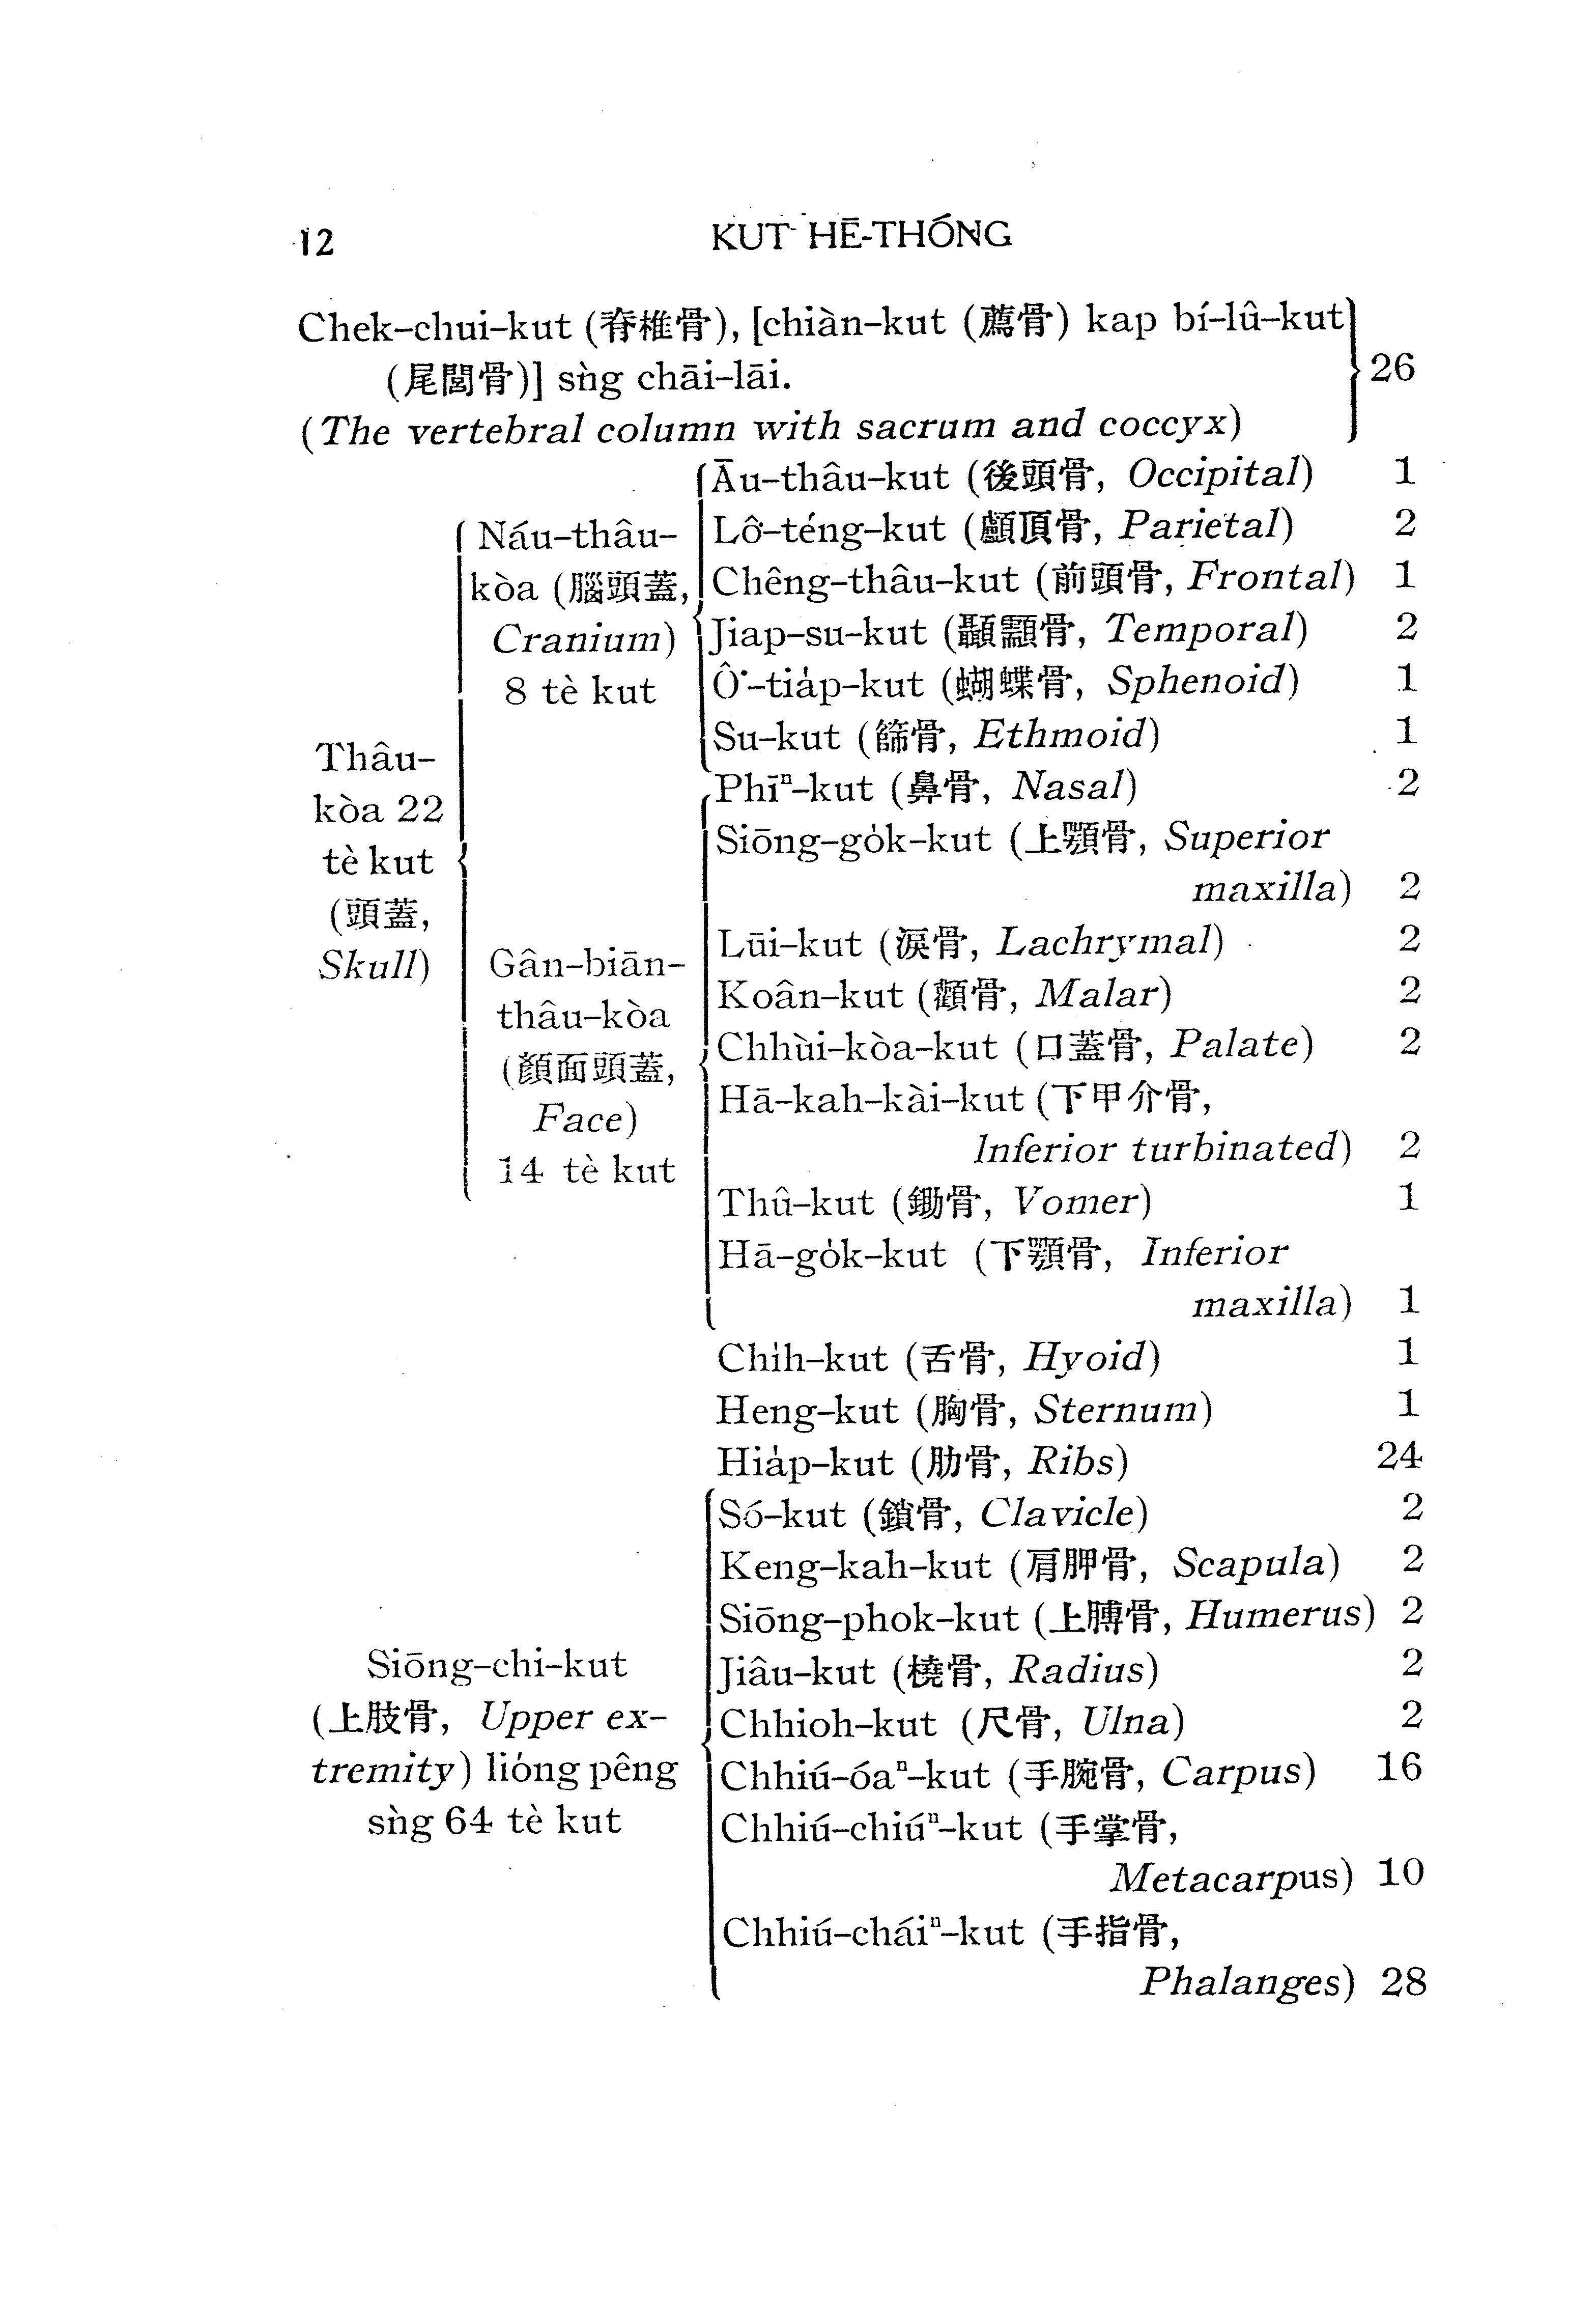 12
KUT HĒ-THÓNG
Chek-chui-kut (脊椎骨), [chiàn-kut (薦骨) kap bí-lû-kut
(尾閭骨)] sǹg chāi-lāi.
(The vertebral column with sacrum and coccyx)
26
Thâu-
kòa 22
tè kut
(頭蓋,
Skull)
Náu-thâu-
kòa (腦頭蓋,
Cranium)
8 tè kut
Āu-thâu-kut (後頭骨, Occipital) 1
Lô͘-téng-kut (顱頂骨, Parietal) 2
Chêng-thâu-kut (前頭骨, Frontal) 1
Jiap-su-kut (顳顬骨, Temporal) 2
Ô͘-tia̍p-kut (蝴蝶骨, Sphenoid) 1
Su-kut (篩骨, Ethmoid) 1
Gân-biān-
thâu-kòa
(顏面頭蓋,
Face)
14 tè kut
Phīⁿ-kut (鼻骨, Nasal) 2
Siōng-go̍k-kut (上顎骨, Superior
maxilla) 2
Lūi-kut (淚骨, Lachrymal) 2
Koân-kut (顴骨, Malar) 2
Chhùi-kòa-kut (口蓋骨, Palate) 2
Hā-kah-kài-kut (下甲介骨,
Inferior turbinated) 2
Thû-kut (鋤骨, Vomer) 1
Hā-go̍k-kut (下顎骨, Inferior
maxilla) 1
Chi̍h-kut (舌骨, Hyoid) 1
Heng-kut (胸骨, Sternum) 1
Hia̍p-kut (肋骨, Ribs) 24
Siōng-chi-kut
(上肢骨, Upper ex-
tremity) lióng pêng
sǹg 64 tè kut
Só-kut (鎖骨, Clavicle) 2
Keng-kah-kut (肩胛骨, Scapula) 2
Siōng-phok-kut (上膊骨, Humerus) 2
Jiâu-kut (橈骨, Radius) 2
Chhioh-kut (尺骨, Ulna) 2
Chhiú-óaⁿ-kut (手腕骨, Carpus) 16
Chhiú-chiúⁿ-kut (手掌骨,
Metacarpus) 10
Chhiú-cháiⁿ-kut (手指骨,
Phalanges) 28